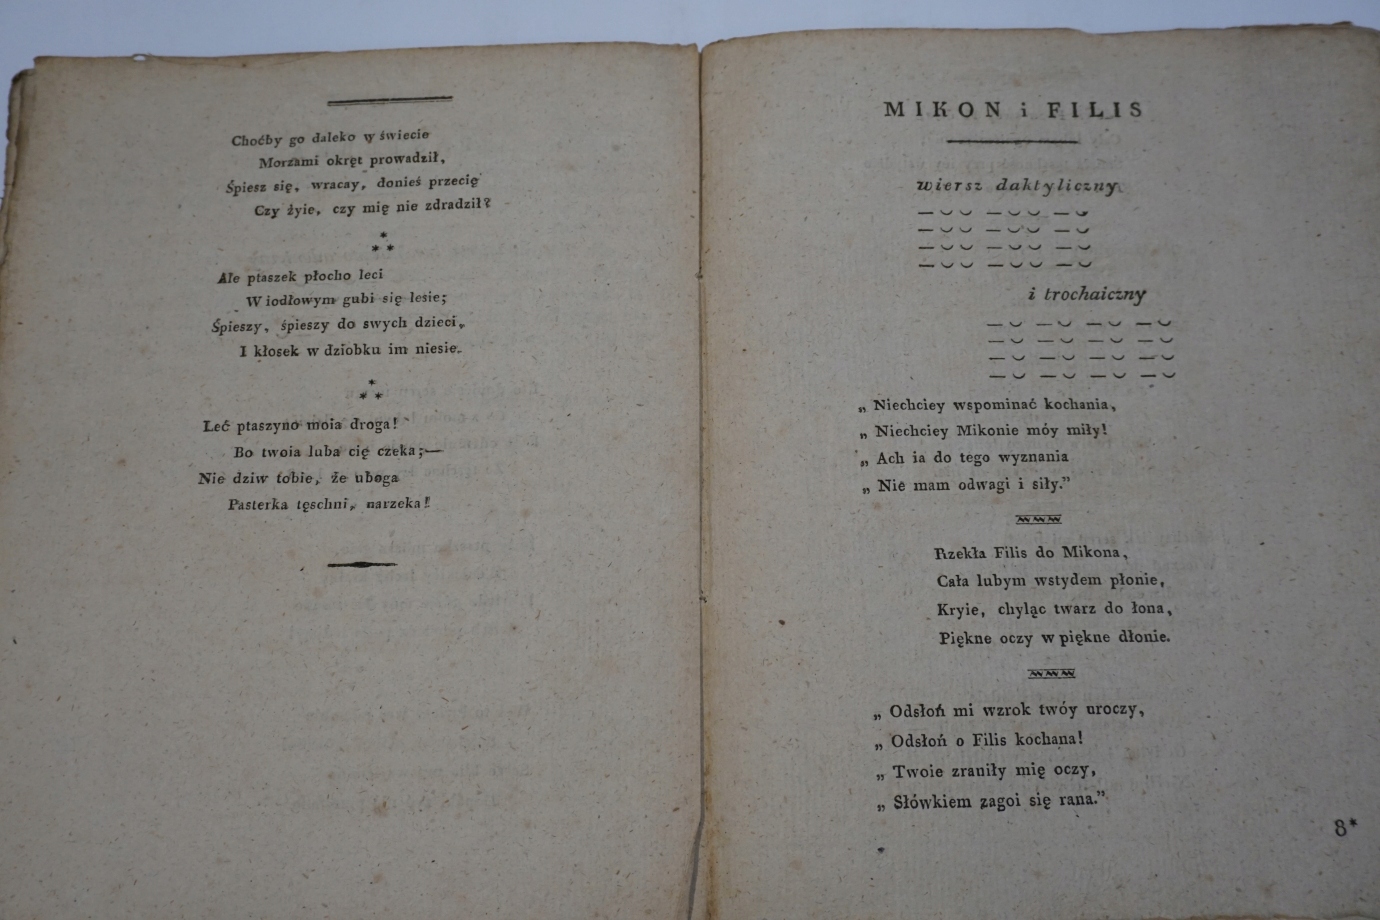 Choćby go daleko w świecie
Morzami okręt prowadził,
Śpiesz się, wracay, donieś przecię
Czy żyie, czy mię nie zdradził?
*
* *
Ale ptaszek płocho leci
W iodłowym gubi się lesie;
Śpieszy, śpieszy do swych dzieci,
I kłosek w dziobku im niesie.
*
* *
Leć ptaszyno moia droga!
Bo twoia luba cię czeka;—
Nie dziw tobie, że uboga
Pasterka tęschni, narzeka!
MIKON i FILIS
wiersz daktyliczny
— ◡ ◡ — ◡ ◡ — ◡
— ◡ ◡ — ◡ ◡ — ◡
— ◡ ◡ — ◡ ◡ — ◡
— ◡ ◡ — ◡ ◡ — ◡
i trochaiczny
— ◡ — ◡ — ◡ — ◡
— ◡ — ◡ — ◡ — ◡
— ◡ — ◡ — ◡ — ◡
— ◡ — ◡ — ◡ — ◡
„ Niechciey wspominać kochania,
„ Niechciey Mikonie móy miły!
„ Ach ia do tego wyznania
„ Nie mam odwagi i siły.”
Rzekła Filis do Mikona,
Cała lubym wstydem płonie,
Kryie, chyląc twarz do łona,
Piękne oczy w piękne dłonie.
„ Odsłoń mi wzrok twóy uroczy,
„ Odsłoń o Filis kochana!
„ Twoie zraniły mię oczy,
„ Słówkiem zagoi się rana.”
8*